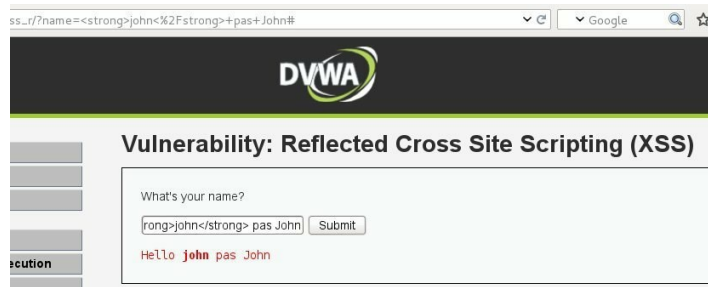 ss_r/?name=<strong>john<%2Fstrong>+pas+John#
Google
DVWA
Vulnerability: Reflected Cross Site Scripting (XSS)
What's your name?
rong>john</strong> pas John Submit
Hello john pas John
ecution